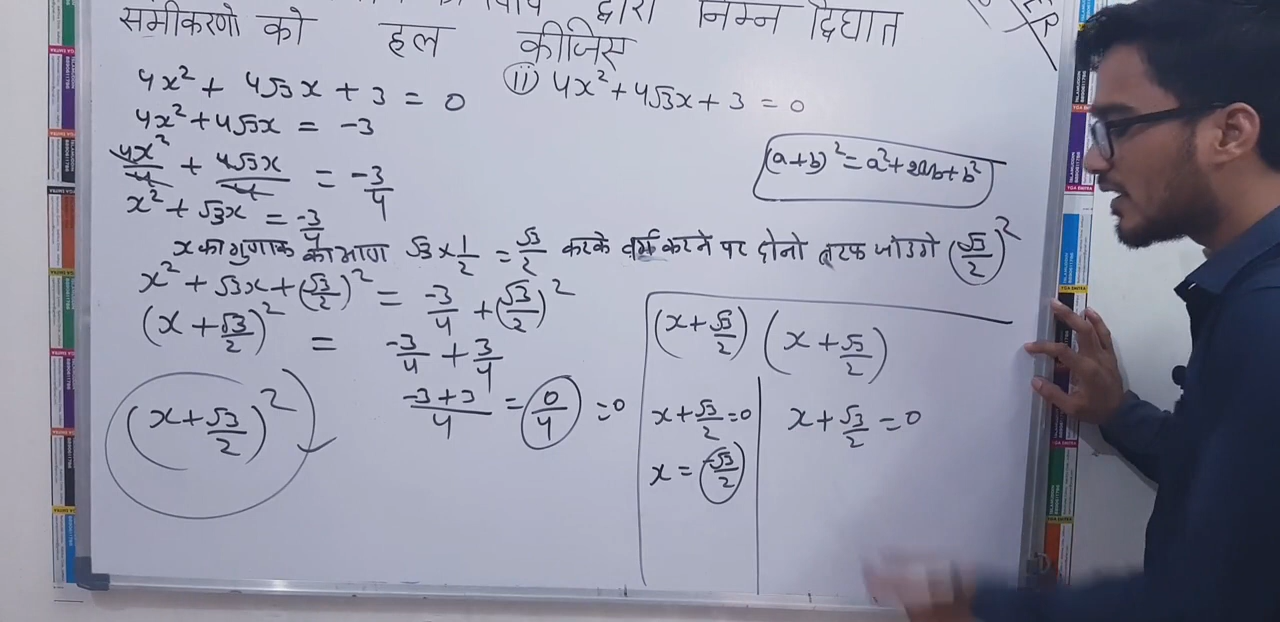 द्वारा निम्न द्विघात
समीकरणो को हल कीजिए
4x² + 4√3x + 3 = 0
ii) 4x² + 4√3x + 3 = 0
4x² + 4√3x = -3
4x²/4 + 4√3x/4 = -3/4
(a+b)² = a² + 2ab + b²
x² + √3x = -3/4
x का गुणांक का भाग √3 × 1/2 = √3/2 करके वर्ग करने पर दोनो तरफ जोडगे (√3/2)²
x² + √3x + (√3/2)² = -3/4 + (√3/2)²
(x + √3/2)² = -3/4 + 3/4
-3+3/4 = 0/4 = 0
(x + √3/2)²
(x + √3/2) (x + √3/2)
x + √3/2 = 0
x = -√3/2
x + √3/2 = 0